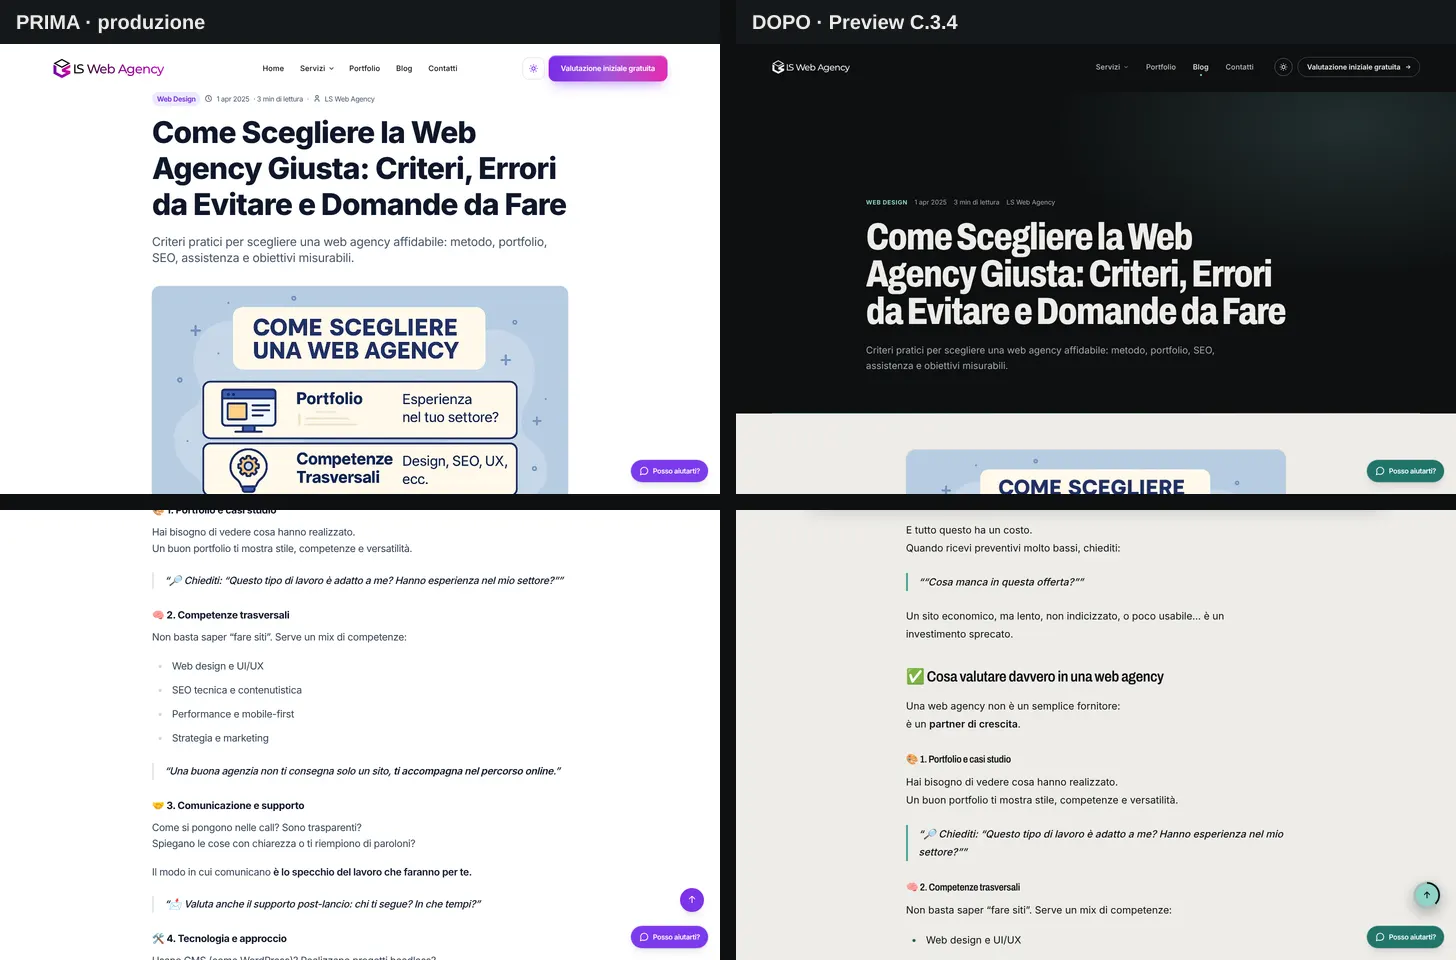 PRIMA · produzione
LS Web Agency
Home Servizi Portfolio Blog Contatti
Valutazione iniziale gratuita
Web Design 1 apr 2025 · 3 min di lettura · LS Web Agency
Come Scegliere la Web
Agency Giusta: Criteri, Errori
da Evitare e Domande da Fare
Criteri pratici per scegliere una web agency affidabile: metodo, portfolio,
SEO, assistenza e obiettivi misurabili.
COME SCEGLIERE
UNA WEB AGENCY
Portfolio
Esperienza
nel tuo settore?
Competenze
Trasversali
Design, SEO, UX,
ecc.
Posso aiutarti?
DOPO · Preview C.3.4
LS Web Agency
Servizi Portfolio Blog Contatti
Valutazione iniziale gratuita →
WEB DESIGN 1 apr 2025 3 min di lettura LS Web Agency
Come Scegliere la Web
Agency Giusta: Criteri, Errori
da Evitare e Domande da Fare
Criteri pratici per scegliere una web agency affidabile: metodo, portfolio, SEO,
assistenza e obiettivi misurabili.
COME SCEGLIERE
Posso aiutarti?
🎨 1. Portfolio e casi studio
Hai bisogno di vedere cosa hanno realizzato.
Un buon portfolio ti mostra stile, competenze e versatilità.
“🔎 Chiediti: “Questo tipo di lavoro è adatto a me? Hanno esperienza nel mio settore?””
🧠 2. Competenze trasversali
Non basta saper “fare siti”. Serve un mix di competenze:
Web design e UI/UX
SEO tecnica e contenutistica
Performance e mobile-first
Strategia e marketing
“Una buona agenzia non ti consegna solo un sito, ti accompagna nel percorso online.”
🤝 3. Comunicazione e supporto
Come si pongono nelle call? Sono trasparenti?
Spiegano le cose con chiarezza o ti riempiono di paroloni?
Il modo in cui comunicano è lo specchio del lavoro che faranno per te.
“📩 Valuta anche il supporto post-lancio: chi ti segue? In che tempi?”
🛠️ 4. Tecnologia e approccio
Usano CMS (come WordPress)? Realizzano progetti headless?
Posso aiutarti?
E tutto questo ha un costo.
Quando ricevi preventivi molto bassi, chiediti:
““Cosa manca in questa offerta?””
Un sito economico, ma lento, non indicizzato, o poco usabile… è un
investimento sprecato.
✅ Cosa valutare davvero in una web agency
Una web agency non è un semplice fornitore:
è un partner di crescita.
🎨 1. Portfolio e casi studio
Hai bisogno di vedere cosa hanno realizzato.
Un buon portfolio ti mostra stile, competenze e versatilità.
“🔎 Chiediti: “Questo tipo di lavoro è adatto a me? Hanno esperienza nel mio
settore?””
🧠 2. Competenze trasversali
Non basta saper “fare siti”. Serve un mix di competenze:
Web design e UI/UX
Posso aiutarti?